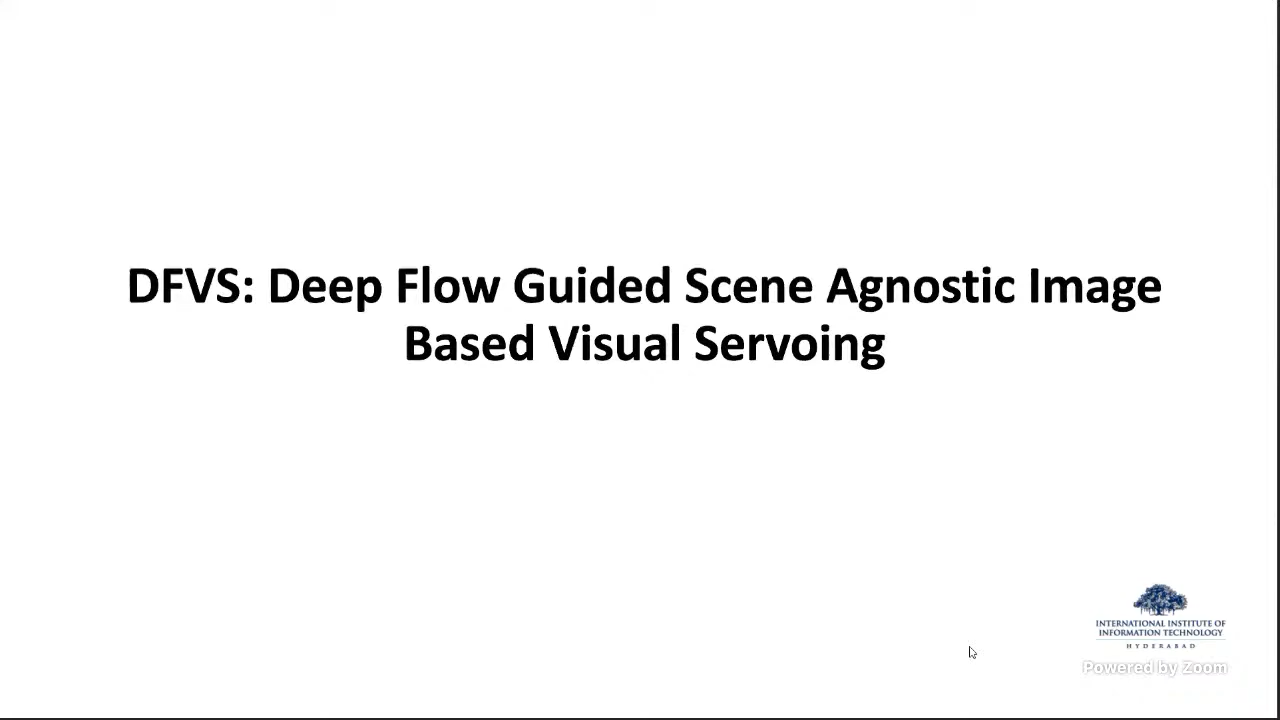 DFVS: Deep Flow Guided Scene Agnostic Image
Based Visual Servoing
INTERNATIONAL INSTITUTE OF
INFORMATION TECHNOLOGY
HYDERABAD
Powered by Zoom